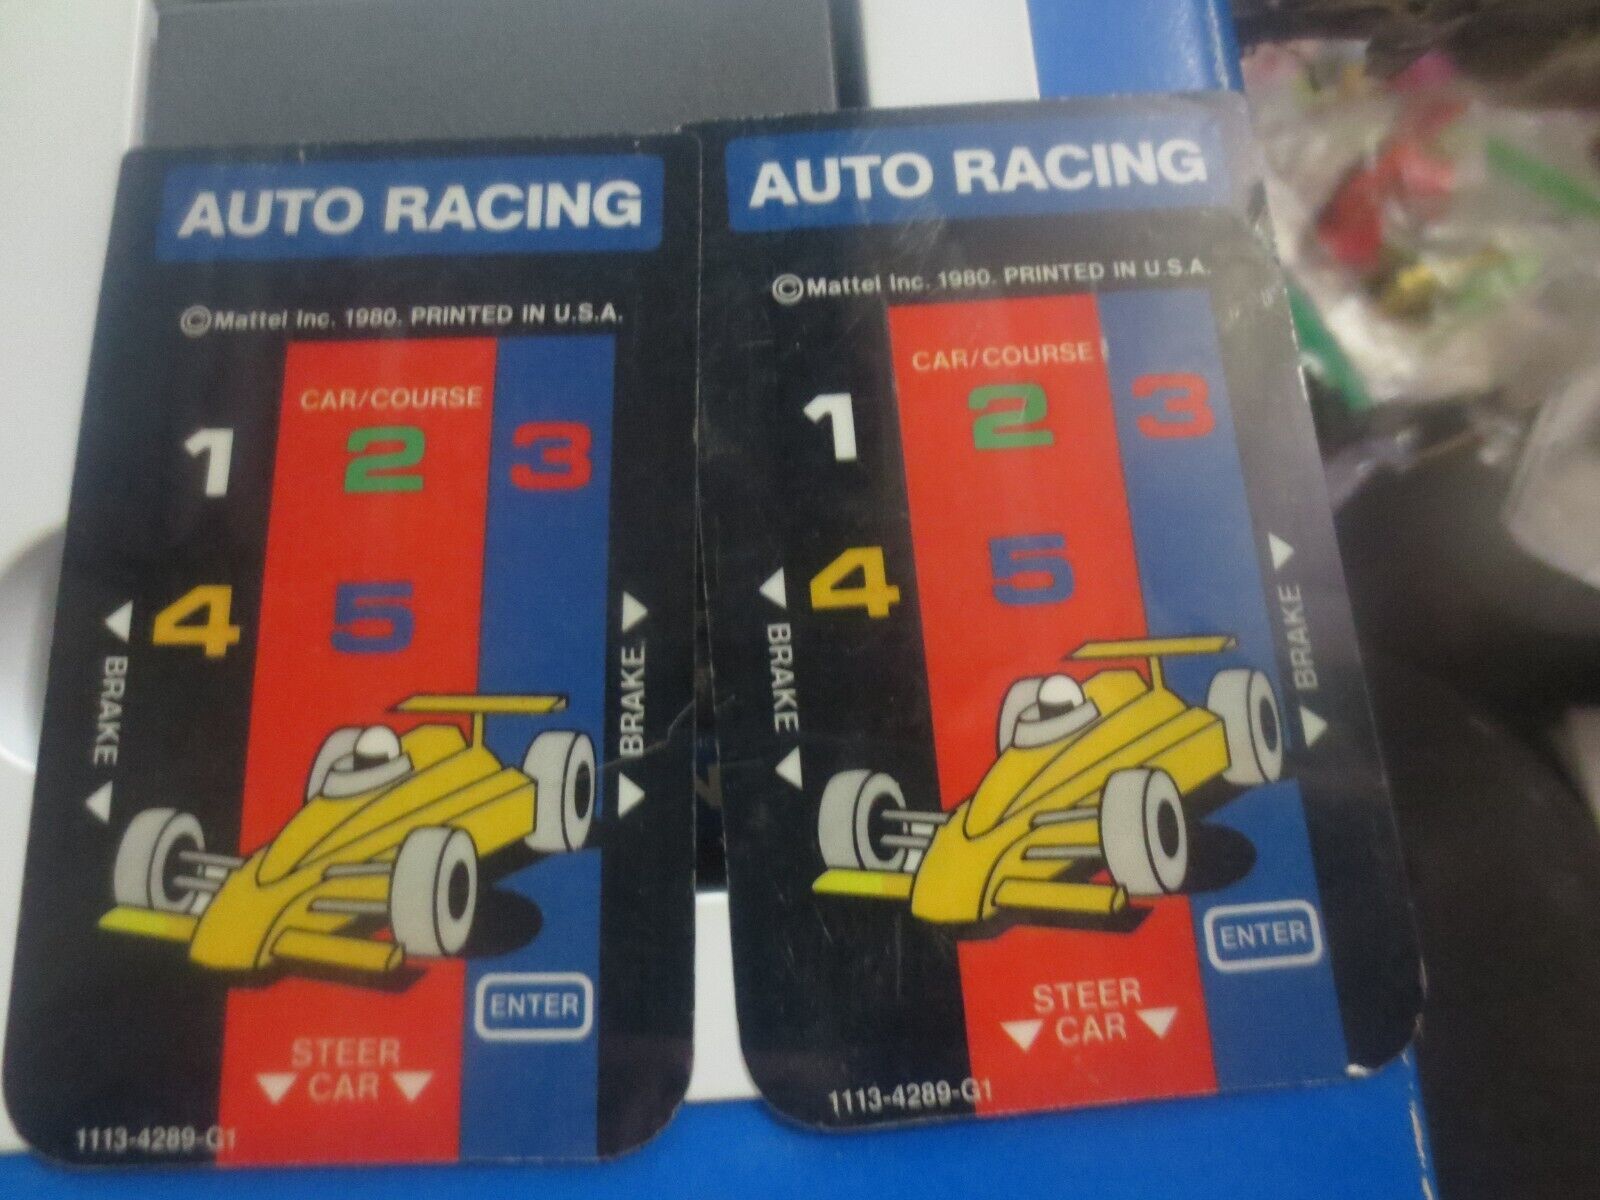 AUTO RACING
©Mattel Inc. 1980. PRINTED IN U.S.A.
CAR/COURSE
1 2 3
4 5
BRAKE
BRAKE
ENTER
STEER
CAR
1113-4289-G1
AUTO RACING
©Mattel Inc. 1980. PRINTED IN U.S.A.
CAR/COURSE
1 2 3
4 5
BRAKE
BRAKE
ENTER
STEER
CAR
1113-4289-G1